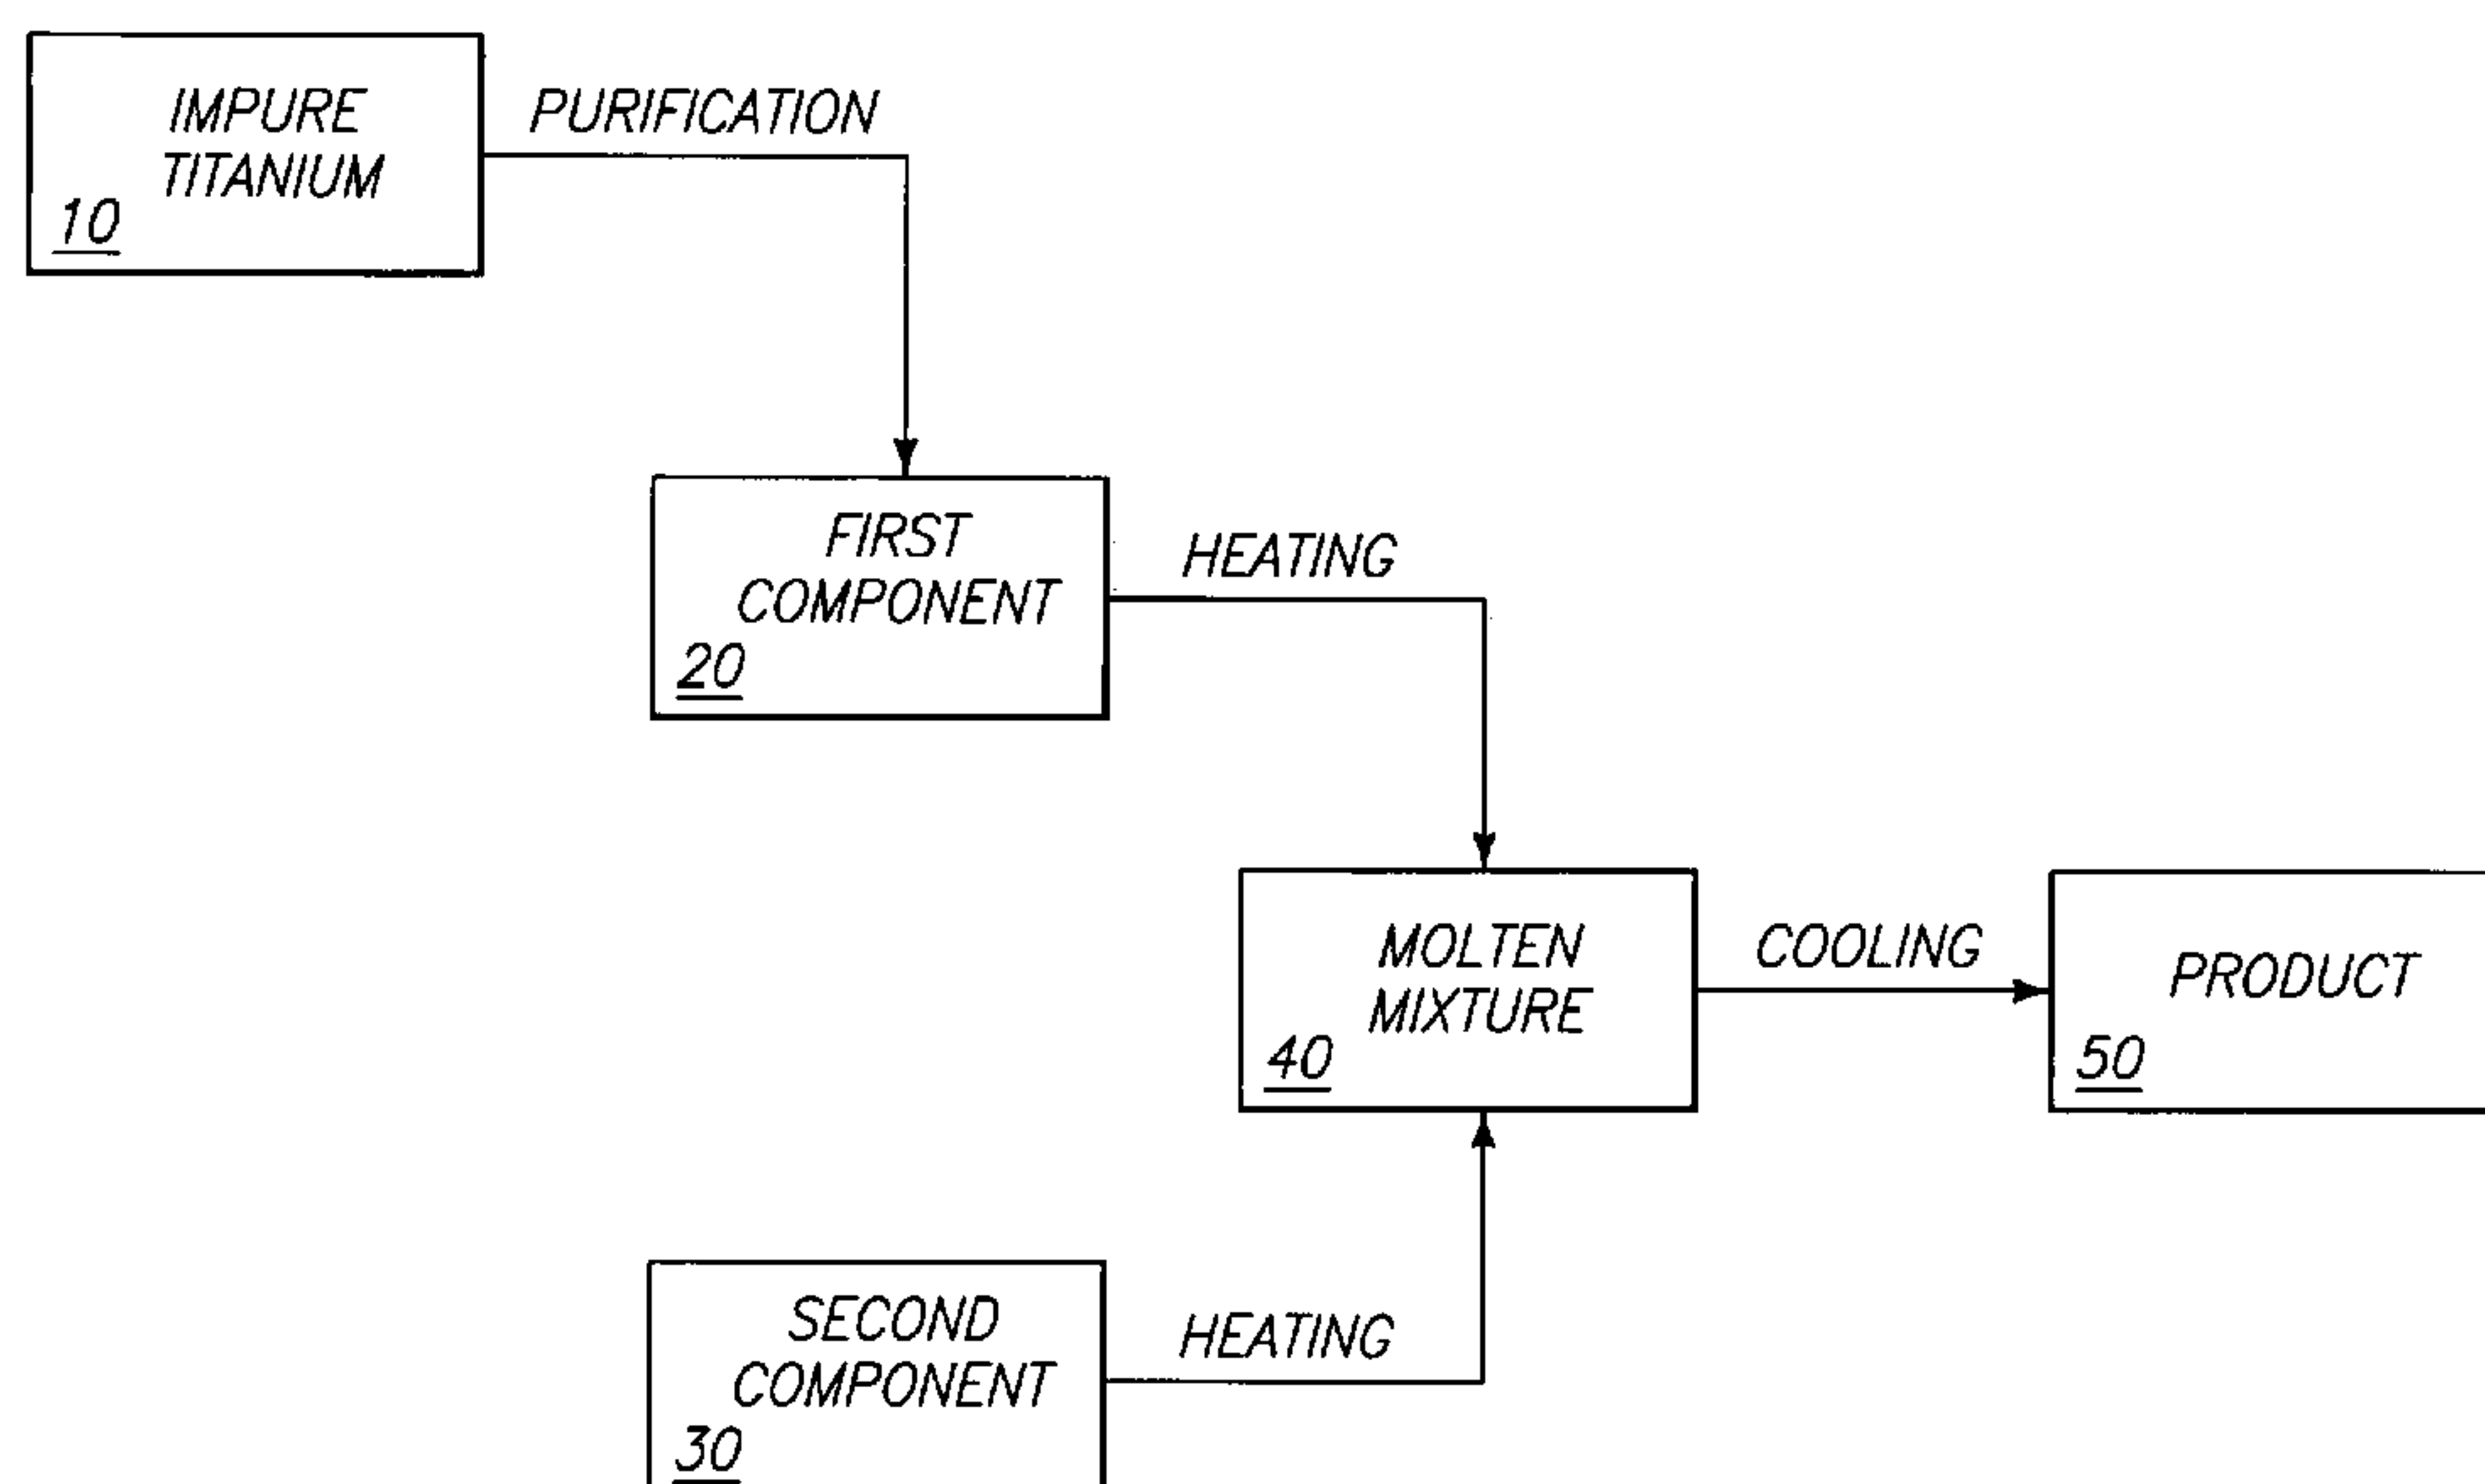 IMPURE
TITANIUM
10
PURIFICATION
FIRST
COMPONENT
20
HEATING
MOLTEN
MIXTURE
40
COOLING
PRODUCT
50
SECOND
COMPONENT
30
HEATING